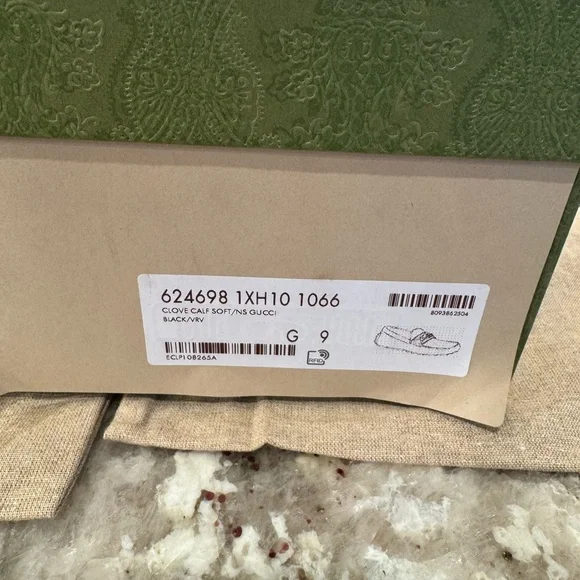 624698 1XH10 1066
CLOVE CALF SOFT/NS GUCCI
BLACK/VRV
8093862504
G 9
ECLP108265A
RFID